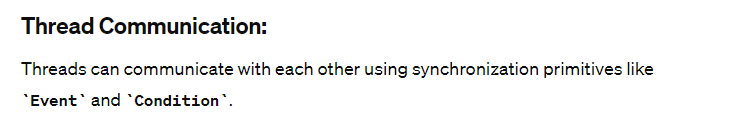 Thread Communication:
Threads can communicate with each other using synchronization primitives like
`Event` and `Condition`.